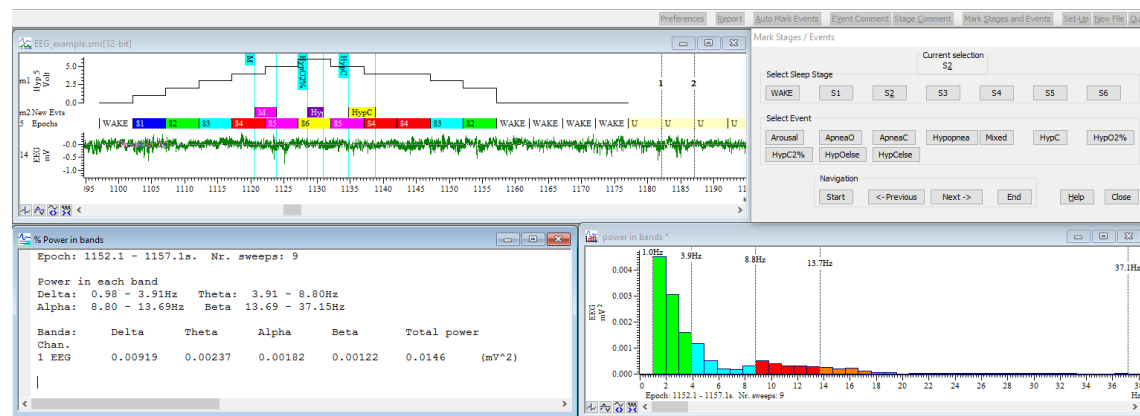 Preferences Report Auto Mark Events Event Comment Stage Comment Mark Stages and Events Set-Up New File
EEG_example.smr[32-bit]
m1 Hyp 5 Volt
5.0
2.5
0.0
M HypO2% HypC
1 2
m2 New Evts M Hy HypC
5 Epochs WAKE S1 S2 S3 S4 S5 S6 S5 S4 S4 S3 S2 WAKE WAKE WAKE WAKE U U U U
14 EEG mV
-0.0
-0.5
-1.0
1100 1105 1110 1115 1120 1125 1130 1135 1140 1145 1150 1155 1160 1165 1170 1175 1180 1185 1190
Mark Stages / Events
Current selection
S2
Select Sleep Stage
WAKE S1 S2 S3 S4 S5 S6
Select Event
Arousal ApneaO ApneaC Hypopnea Mixed HypC HypO2%
HypC2% HypOelse HypCelse
Navigation
Start <- Previous Next -> End Help Close
% Power in bands
Epoch: 1152.1 - 1157.1s. Nr. sweeps: 9
Power in each band
Delta: 0.98 - 3.91Hz Theta: 3.91 - 8.80Hz
Alpha: 8.80 - 13.69Hz Beta 13.69 - 37.15Hz
Bands: Delta Theta Alpha Beta Total power
Chan.
1 EEG 0.00919 0.00237 0.00182 0.00122 0.0146 (mV^2)
power in bands *
1.0Hz 3.9Hz 8.8Hz 13.7Hz 37.1Hz
EEG mV²
0.004
0.003
0.002
0.001
0.000
0 2 4 6 8 10 12 14 16 18 20 22 24 26 28 30 32 34 36
Epoch: 1152.1 - 1157.1s. Nr. sweeps: 9